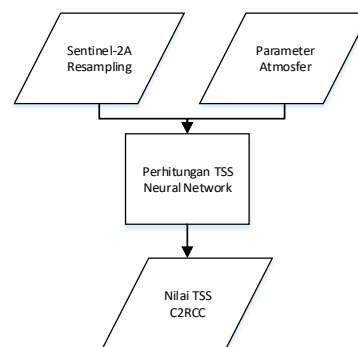 Sentinel-2A
Resampling
Parameter
Atmosfer
Perhitungan TSS
Neural Network
Nilai TSS
C2RCC